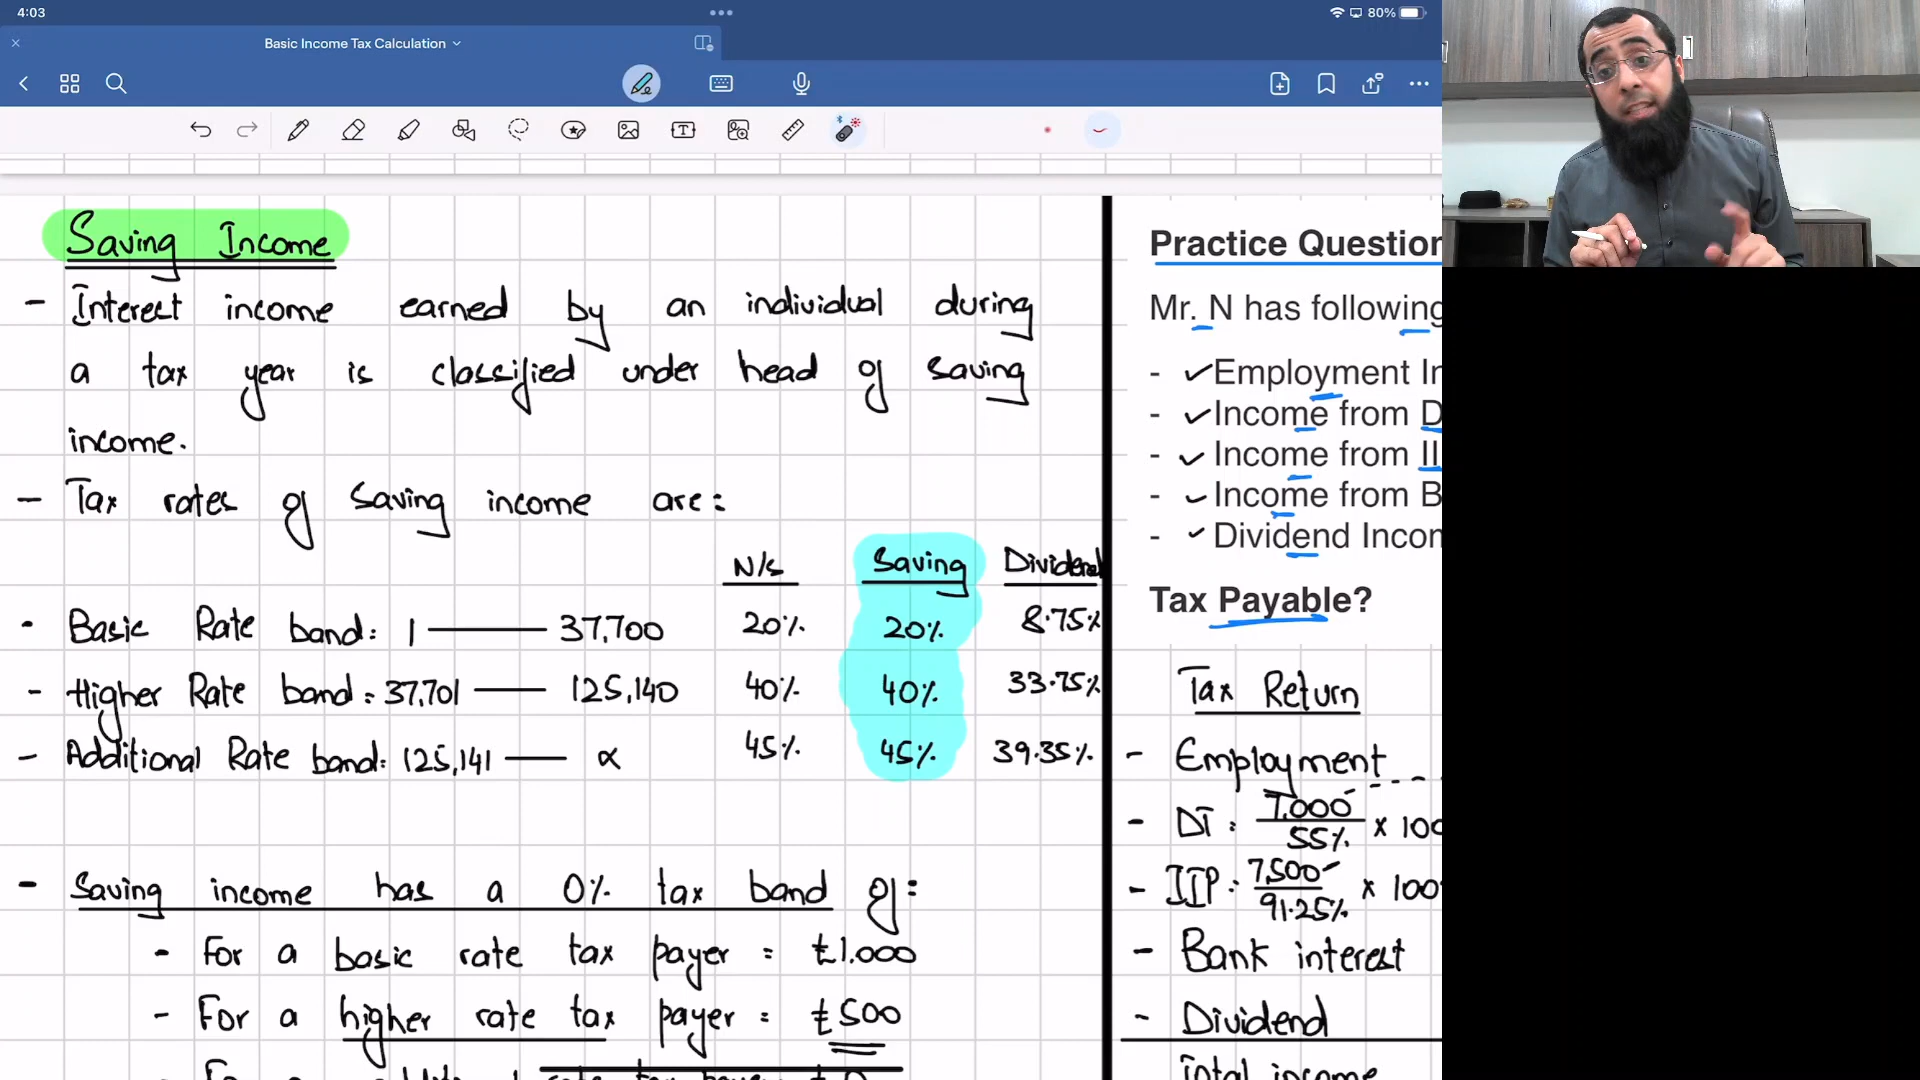 4:03
80%
Basic Income Tax Calculation
Saving Income
- Interest income earned by an individual during
a tax year is classified under head of saving
income.
- Tax rates of Saving income are:
N/S Saving Dividend
- Basic Rate band: 1 — 37,700 20% 20% 8.75%
- Higher Rate band: 37,701 — 125,140 40% 40% 33.75%
- Additional Rate band: 125,141 — ∝ 45% 45% 39.35%
- Saving income has a 0% tax band of:
- For a basic rate tax payer = £1,000
- For a higher rate tax payer = £500
Practice Question
Mr. N has following
- ✓Employment In
- ✓Income from D
- ✓Income from II
- ✓Income from B
- ✓Dividend Incom
Tax Payable?
Tax Return
- Employment
- DT: 55% × 100
- IIP: 7,500 / 91.25% × 100
- Bank interest
- Dividend
Total income